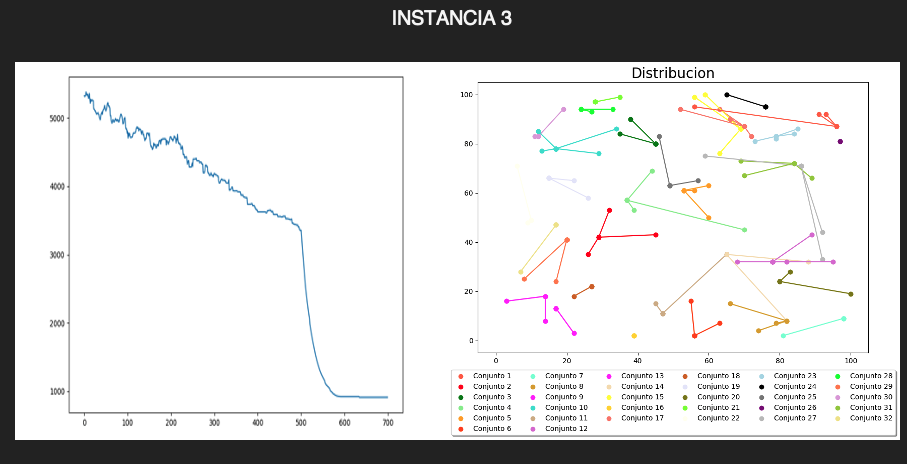 INSTANCIA 3
5000
4000
3000
2000
1000
0 100 200 300 400 500 600 700
Distribucion
100
80
60
40
20
0
0 20 40 60 80 100
Conjunto 1 Conjunto 7 Conjunto 13 Conjunto 18 Conjunto 23 Conjunto 28
Conjunto 2 Conjunto 8 Conjunto 14 Conjunto 19 Conjunto 24 Conjunto 29
Conjunto 3 Conjunto 9 Conjunto 15 Conjunto 20 Conjunto 25 Conjunto 30
Conjunto 4 Conjunto 10 Conjunto 16 Conjunto 21 Conjunto 26 Conjunto 31
Conjunto 5 Conjunto 11 Conjunto 17 Conjunto 22 Conjunto 27 Conjunto 32
Conjunto 6 Conjunto 12